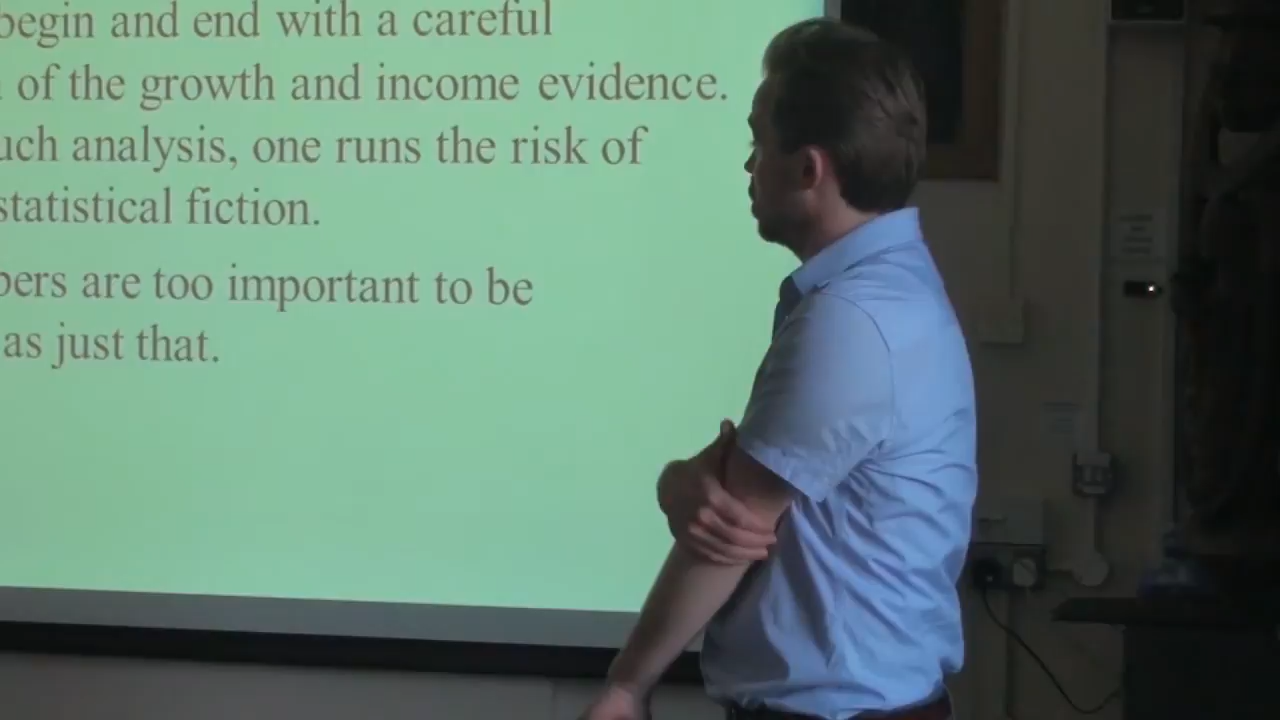 begin and end with a careful
of the growth and income evidence.
uch analysis, one runs the risk of
statistical fiction.
bers are too important to be
as just that.